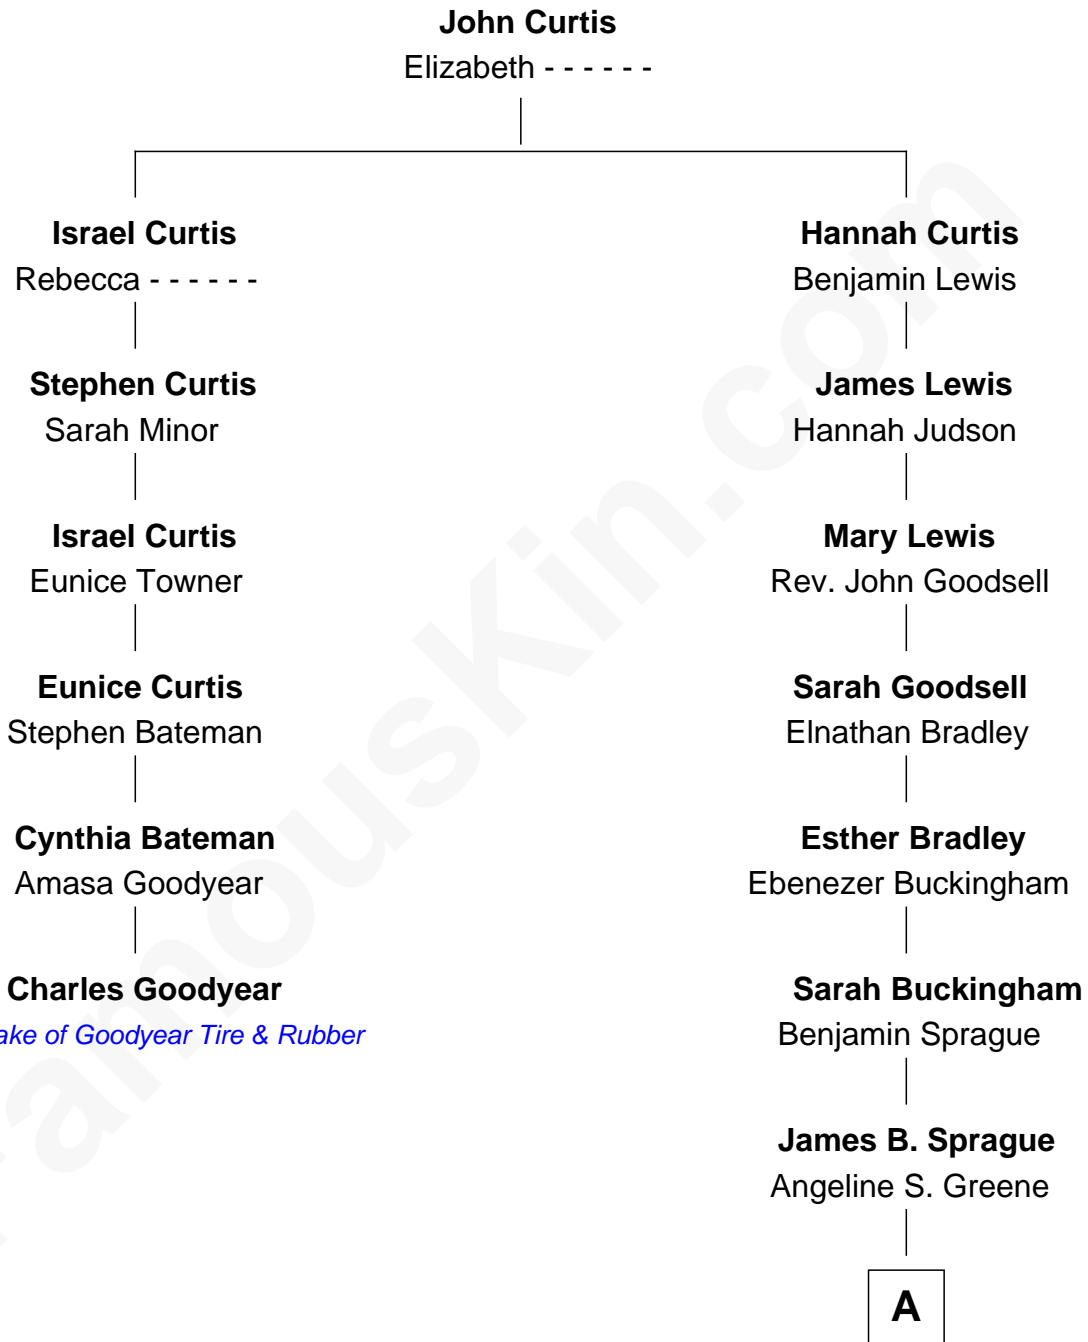 John Curtis
Elizabeth - - - - - -
Israel Curtis
Rebecca - - - - - -
Hannah Curtis
Benjamin Lewis
Stephen Curtis
Sarah Minor
James Lewis
Hannah Judson
Israel Curtis
Eunice Towner
Mary Lewis
Rev. John Goodsell
Eunice Curtis
Stephen Bateman
Sarah Goodsell
Elnathan Bradley
Cynthia Bateman
Amasa Goodyear
Esther Bradley
Ebenezer Buckingham
Charles Goodyear
of Goodyear Tire & Rubber
Sarah Buckingham
Benjamin Sprague
James B. Sprague
Angeline S. Greene
A
FamousKin.com